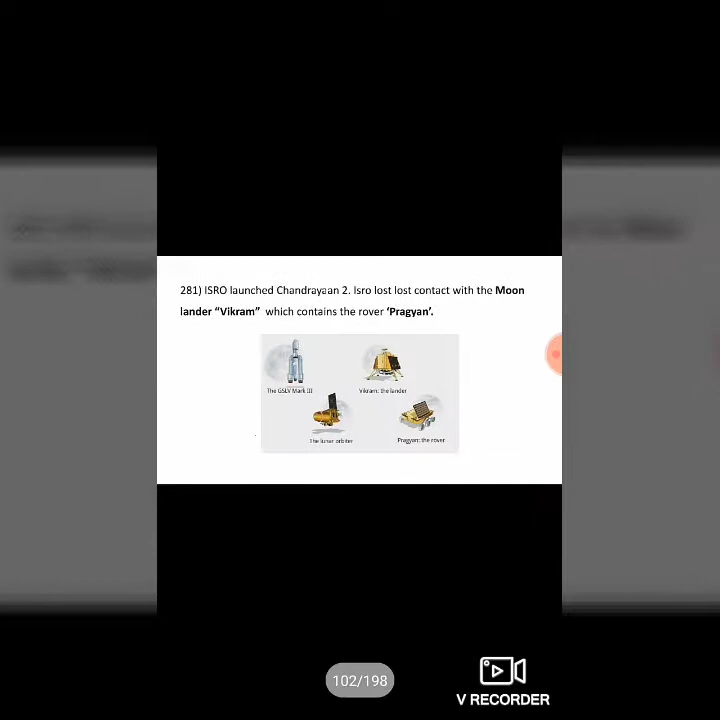 281) ISRO launched Chandrayaan 2. Isro lost lost contact with the Moon
lander “Vikram” which contains the rover ‘Pragyan’.
The GSLV Mark III
Vikram: the lander
The lunar orbiter
Pragyan: the rover
102/198
V RECORDER